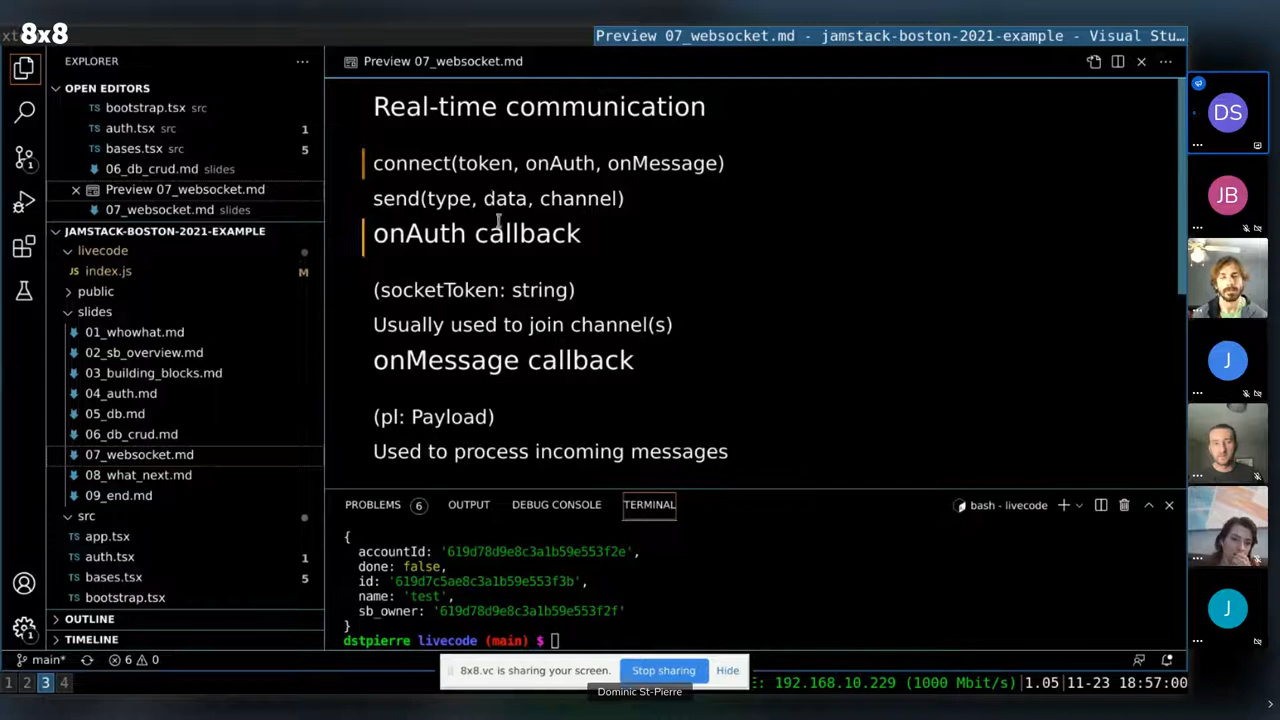 8x8
Preview 07_websocket.md - jamstack-boston-2021-example - Visual Stu…
EXPLORER
OPEN EDITORS
TS bootstrap.tsx src
TS auth.tsx src 1
TS bases.tsx src 5
06_db_crud.md slides
Preview 07_websocket.md
07_websocket.md slides
JAMSTACK-BOSTON-2021-EXAMPLE
livecode
JS index.js M
public
slides
01_whowhat.md
02_sb_overview.md
03_building_blocks.md
04_auth.md
05_db.md
06_db_crud.md
07_websocket.md
08_what_next.md
09_end.md
src
TS app.tsx
TS auth.tsx 1
TS bases.tsx 5
TS bootstrap.tsx
OUTLINE
TIMELINE
Preview 07_websocket.md
Real-time communication
connect(token, onAuth, onMessage)
send(type, data, channel)
onAuth callback
(socketToken: string)
Usually used to join channel(s)
onMessage callback
(pl: Payload)
Used to process incoming messages
PROBLEMS 6 OUTPUT DEBUG CONSOLE TERMINAL
bash - livecode
{
accountId: '619d78d9e8c3a1b59e553f2e',
done: false,
id: '619d7c5ae8c3a1b59e553f3b',
name: 'test',
sb_owner: '619d78d9e8c3a1b59e553f2f'
}
dstpierre livecode (main) $
main* 6 0
8x8.vc is sharing your screen. Stop sharing Hide
1 2 3 4
E: 192.168.10.229 (1000 Mbit/s)|1.05|11-23 18:57:00
Dominic St-Pierre
DS
JB
J
J